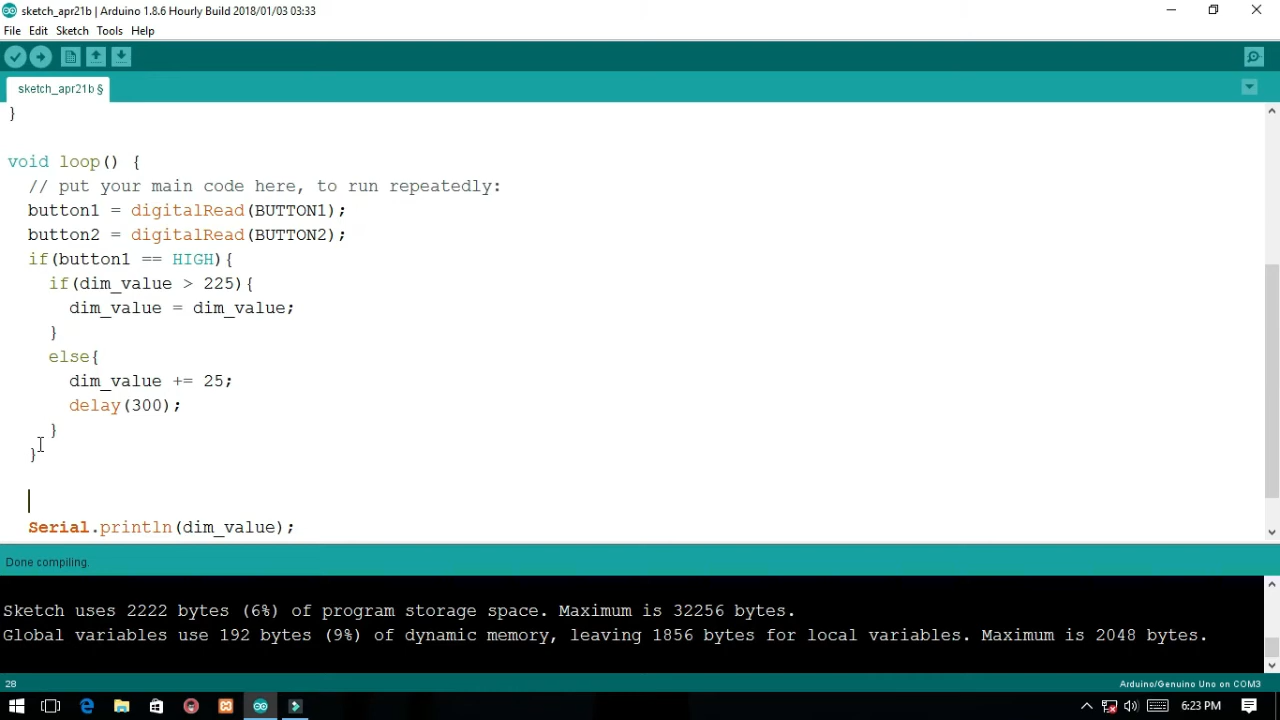 sketch_apr21b | Arduino 1.8.6 Hourly Build 2018/01/03 03:33
File Edit Sketch Tools Help
sketch_apr21b §
}
void loop() {
// put your main code here, to run repeatedly:
button1 = digitalRead(BUTTON1);
button2 = digitalRead(BUTTON2);
if(button1 == HIGH){
if(dim_value > 225){
dim_value = dim_value;
}
else{
dim_value += 25;
delay(300);
}
}
Serial.println(dim_value);
Done compiling.
Sketch uses 2222 bytes (6%) of program storage space. Maximum is 32256 bytes.
Global variables use 192 bytes (9%) of dynamic memory, leaving 1856 bytes for local variables. Maximum is 2048 bytes.
28 Arduino/Genuino Uno on COM3
6:23 PM